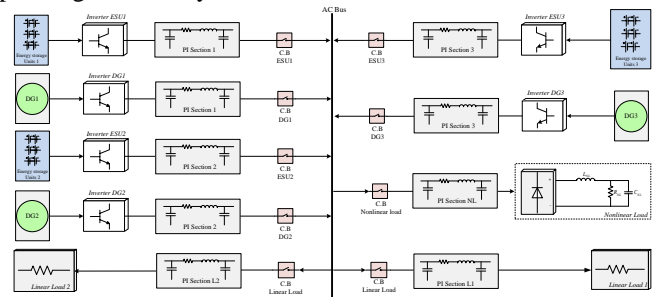 AC Bus
Inverter ESU1
Energy storage
Units 1
PI Section 1
C.B
ESU1
Inverter DG1
DG1
PI Section 1
C.B
DG1
Inverter ESU2
Energy storage
Units 2
PI Section 2
C.B
ESU2
Inverter DG2
DG2
PI Section 2
C.B
DG2
Linear Load 2
PI Section L2
C.B
Linear Load
Inverter ESU3
C.B
ESU3
PI Section 3
Energy storage
Units 3
Inverter DG3
C.B
DG3
PI Section 3
DG3
C.B
Nonlinear load
PI Section NL
Nonlinear Load
C.B
Linear Load
PI Section L1
Linear Load 1